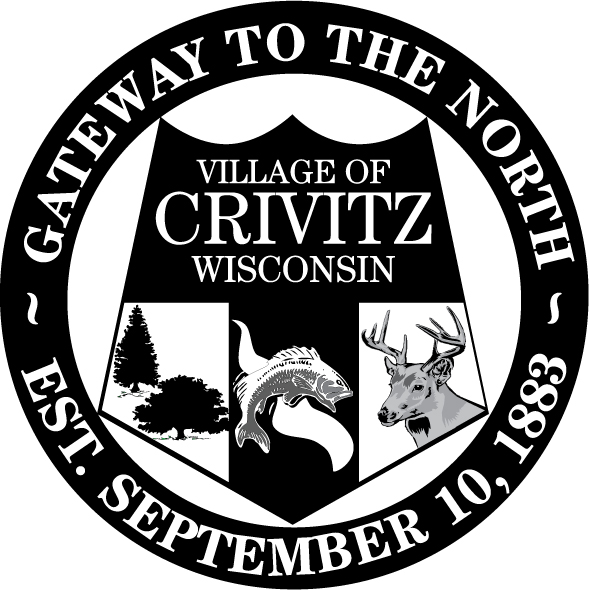 GATEWAY TO THE NORTH
VILLAGE OF
CRIVITZ
WISCONSIN
~ EST. SEPTEMBER 10, 1883 ~